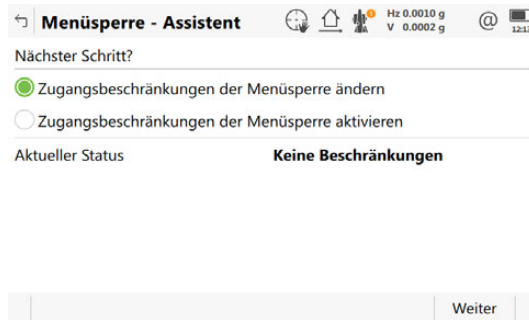 Menüsperre - Assistent
Hz 0.0010 g
V 0.0002 g
@
Nächster Schritt?
Zugangsbeschränkungen der Menüsperre ändern
Zugangsbeschränkungen der Menüsperre aktivieren
Aktueller Status Keine Beschränkungen
Weiter